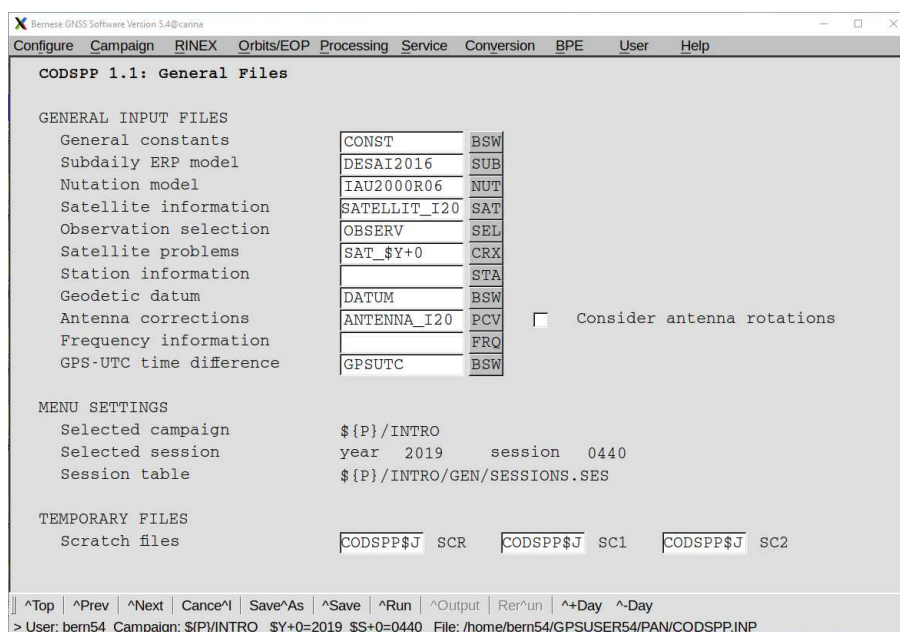 Bernese GNSS Software Version 5.4@carina
Configure Campaign RINEX Orbits/EOP Processing Service Conversion BPE User Help
CODSPP 1.1: General Files
GENERAL INPUT FILES
General constants CONST BSW
Subdaily ERP model DESAI2016 SUB
Nutation model IAU2000R06 NUT
Satellite information SATELLIT_I20 SAT
Observation selection OBSERV SEL
Satellite problems SAT_$Y+0 CRX
Station information STA
Geodetic datum DATUM BSW
Antenna corrections ANTENNA_I20 PCV Consider antenna rotations
Frequency information FRQ
GPS-UTC time difference GPSUTC BSW
MENU SETTINGS
Selected campaign ${P}/INTRO
Selected session year 2019 session 0440
Session table ${P}/INTRO/GEN/SESSIONS.SES
TEMPORARY FILES
Scratch files CODSPP$J SCR CODSPP$J SC1 CODSPP$J SC2
^Top ^Prev ^Next Cance^l Save^As ^Save ^Run ^Output Rer^un ^+Day ^-Day
> User: bern54 Campaign: ${P}/INTRO $Y+0=2019 $S+0=0440 File: /home/bern54/GPSUSER54/PAN/CODSPP.INP